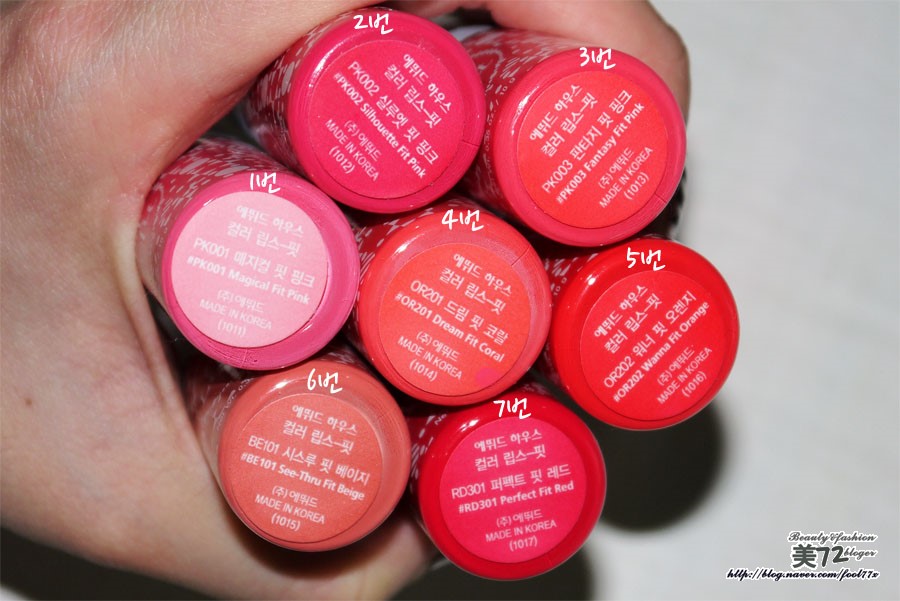 2번
에뛰드 하우스
컬러 립스-핏
PK002 실루엣 핏 핑크
#PK002 Silhouette Fit Pink
(주)에뛰드
MADE IN KOREA
(1012)
3번
에뛰드 하우스
컬러 립스-핏
PK003 판타지 핏 핑크
#PK003 Fantasy Fit Pink
(주)에뛰드
MADE IN KOREA
(1013)
1번
에뛰드 하우스
컬러 립스-핏
PK001 매지컬 핏 핑크
#PK001 Magical Fit Pink
(주)에뛰드
MADE IN KOREA
(1011)
4번
에뛰드 하우스
컬러 립스-핏
OR201 드림 핏 코랄
#OR201 Dream Fit Coral
(주)에뛰드
MADE IN KOREA
(1014)
5번
에뛰드 하우스
컬러 립스-핏
OR202 워너 핏 오렌지
#OR202 Wanna Fit Orange
(주)에뛰드
MADE IN KOREA
(1016)
6번
에뛰드 하우스
컬러 립스-핏
BE101 시스루 핏 베이지
#BE101 See-Thru Fit Beige
(주)에뛰드
MADE IN KOREA
(1015)
7번
에뛰드 하우스
컬러 립스-핏
RD301 퍼펙트 핏 레드
#RD301 Perfect Fit Red
(주)에뛰드
MADE IN KOREA
(1017)
Beauty&fashion
美72 bloger
http://blog.naver.com/fool77x